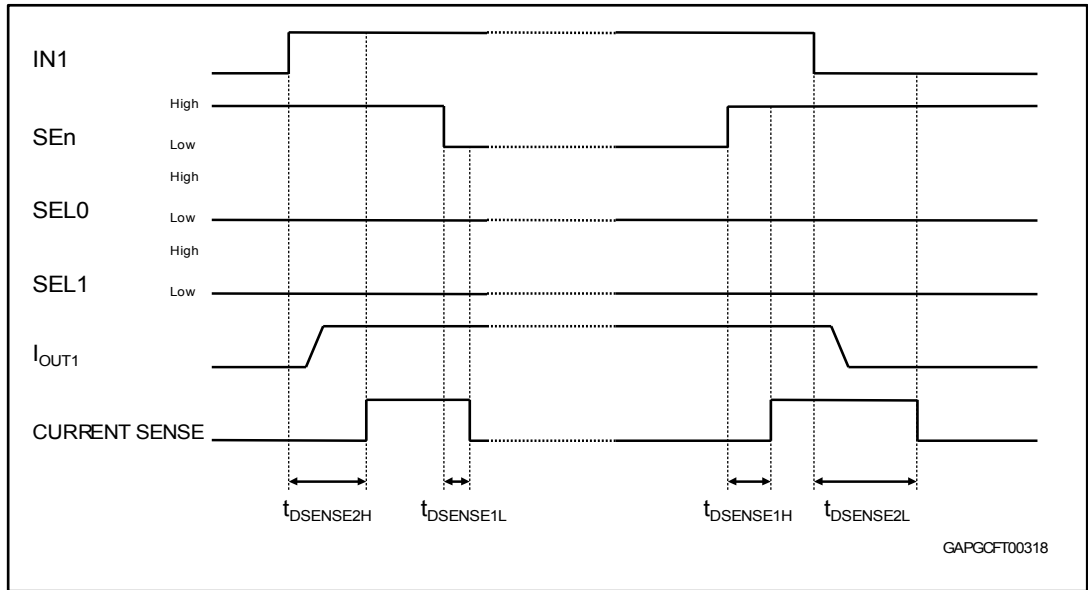 IN1
High
SEn
Low
High
SEL0
Low
High
SEL1
Low
IOUT1
CURRENT SENSE
tDSENSE2H tDSENSE1L tDSENSE1H tDSENSE2L
GAPGCFT00318